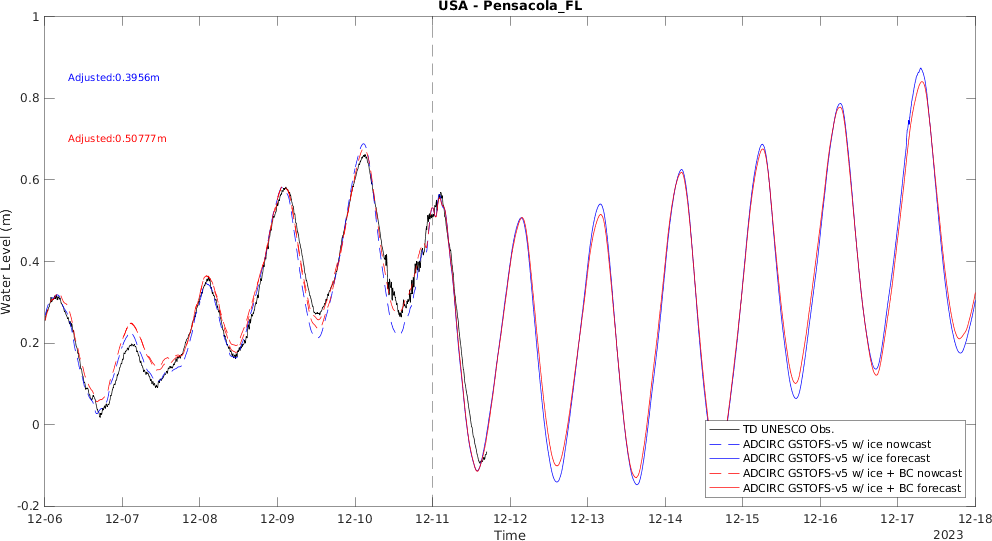 USA - Pensacola_FL
1
Adjusted:0.3956m
0.8
Adjusted:0.50777m
0.6
0.4
0.2
0
-0.2
Water Level (m)
TD UNESCO Obs.
ADCIRC GSTOFS-v5 w/ ice nowcast
ADCIRC GSTOFS-v5 w/ ice forecast
ADCIRC GSTOFS-v5 w/ ice + BC nowcast
ADCIRC GSTOFS-v5 w/ ice + BC forecast
12-06 12-07 12-08 12-09 12-10 12-11 12-12 12-13 12-14 12-15 12-16 12-17 12-18
Time
2023